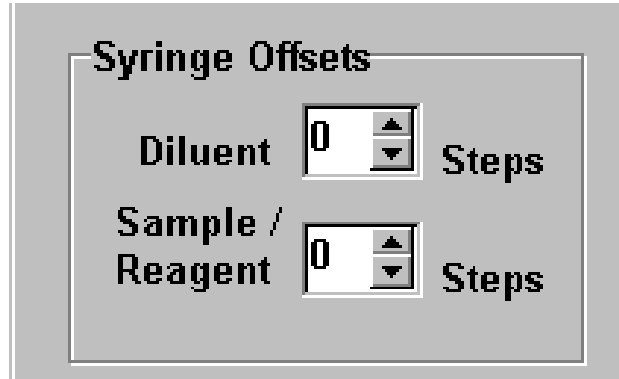 Syringe Offsets
Diluent 0 Steps
Sample /
Reagent 0 Steps